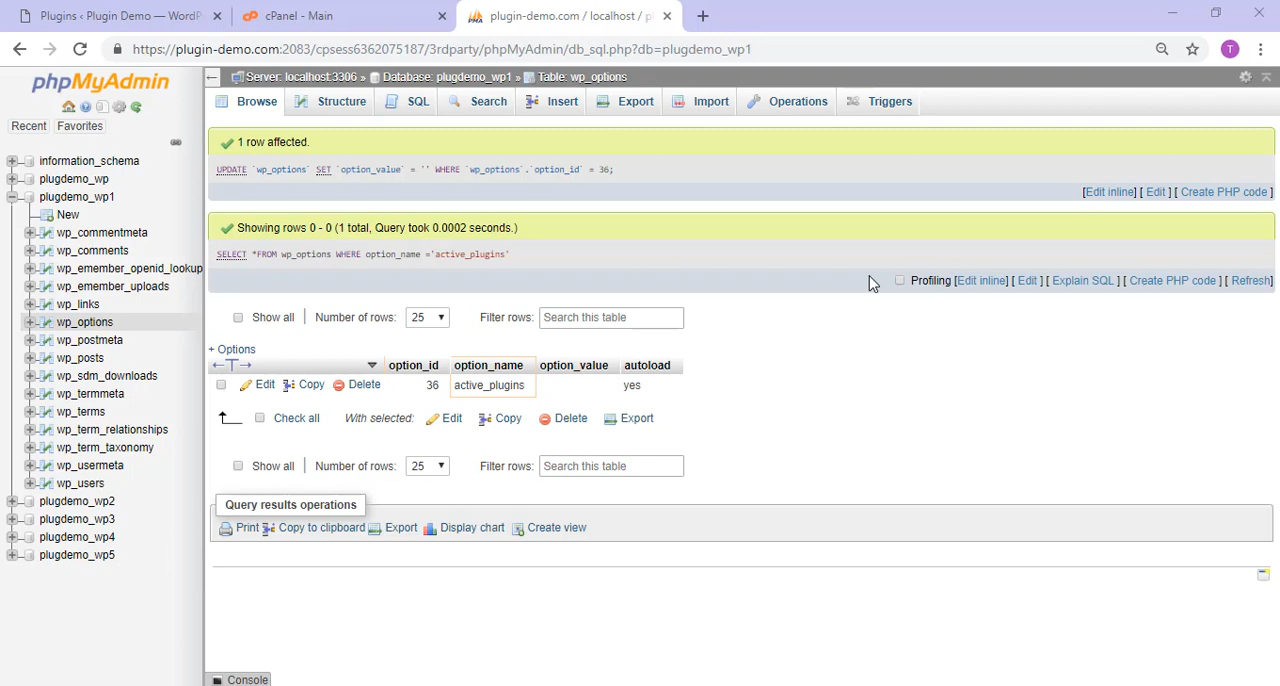 Plugins ‹ Plugin Demo — WordP
cPanel - Main
plugin-demo.com / localhost / pl
https://plugin-demo.com:2083/cpsess6362075187/3rdparty/phpMyAdmin/db_sql.php?db=plugdemo_wp1
T
phpMyAdmin
Recent Favorites
information_schema
plugdemo_wp
plugdemo_wp1
New
wp_commentmeta
wp_comments
wp_emember_openid_lookup
wp_emember_uploads
wp_links
wp_options
wp_postmeta
wp_posts
wp_sdm_downloads
wp_termmeta
wp_terms
wp_term_relationships
wp_term_taxonomy
wp_usermeta
wp_users
plugdemo_wp2
plugdemo_wp3
plugdemo_wp4
plugdemo_wp5
Server: localhost:3306 » Database: plugdemo_wp1 » Table: wp_options
Browse Structure SQL Search Insert Export Import Operations Triggers
1 row affected.
UPDATE `wp_options` SET `option_value` = '' WHERE `wp_options`.`option_id` = 36;
[Edit inline] [ Edit ] [ Create PHP code ]
Showing rows 0 - 0 (1 total, Query took 0.0002 seconds.)
SELECT *FROM wp_options WHERE option_name ='active_plugins'
Profiling [Edit inline] [ Edit ] [ Explain SQL ] [ Create PHP code ] [ Refresh]
Show all Number of rows: 25 Filter rows: Search this table
+ Options
option_id option_name option_value autoload
Edit Copy Delete 36 active_plugins yes
Check all With selected: Edit Copy Delete Export
Show all Number of rows: 25 Filter rows: Search this table
Query results operations
Print Copy to clipboard Export Display chart Create view
Console